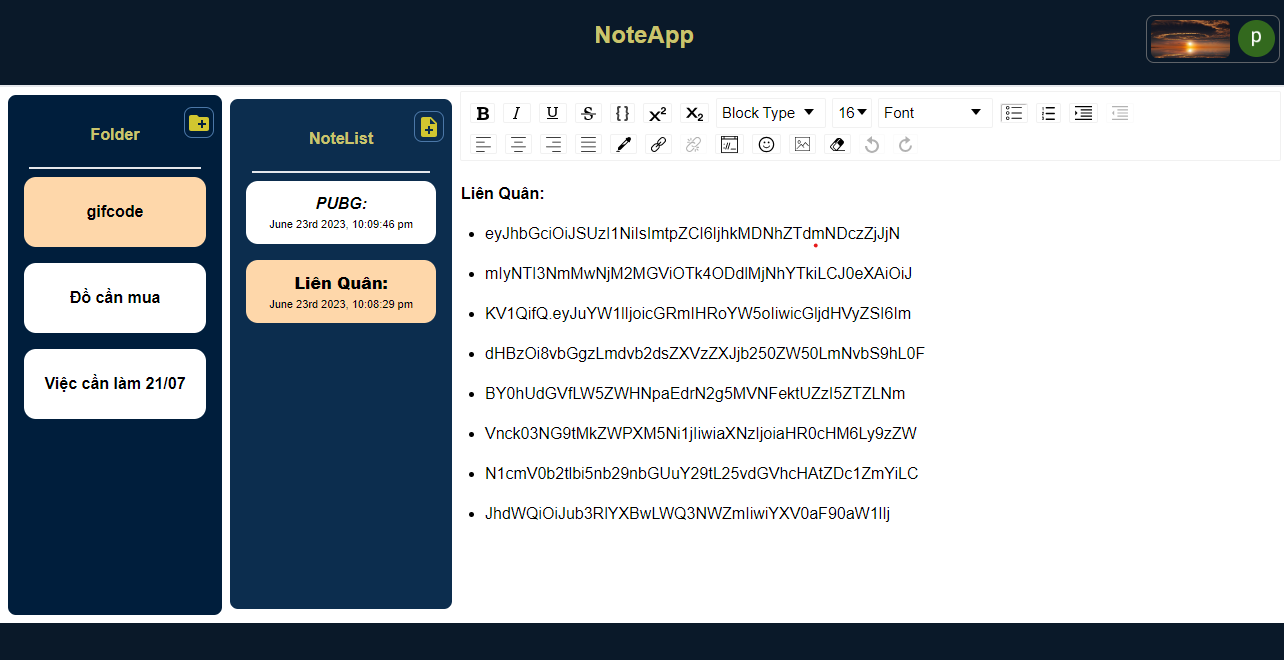 NoteApp
p
Folder
gifcode
Đồ cần mua
Việc cần làm 21/07
NoteList
PUBG:
June 23rd 2023, 10:09:46 pm
Liên Quân:
June 23rd 2023, 10:08:29 pm
B I U S {} X² X₂ Block Type 16 Font
Liên Quân:
eyJhbGciOiJSUzI1NiIsImtpZCI6IjhkMDNhZTdmNDczZjJjN
mIyNTI3NmMwNjM2MGViOTk4ODdlMjNhYTkiLCJ0eXAiOiJ
KV1QifQ.eyJuYW1lIjoicGRmIHRoYW5oIiwicGljdHVyZSI6Im
dHBzOi8vbGgzLmdvb2dsZXVzZXJjb250ZW50LmNvbS9hL0F
BY0hUdGVfLW5ZWHNpaEdrN2g5MVNFektUZzI5ZTZLNm
Vnck03NG9tMkZWPXM5Ni1jIiwiaXNzIjoiaHR0cHM6Ly9zZW
N1cmV0b2tlbi5nb29nbGUuY29tL25vdGVhcHAtZDc1ZmYiLC
JhdWQiOiJub3RlYXBwLWQ3NWZmIiwiYXV0aF90aW1lIj